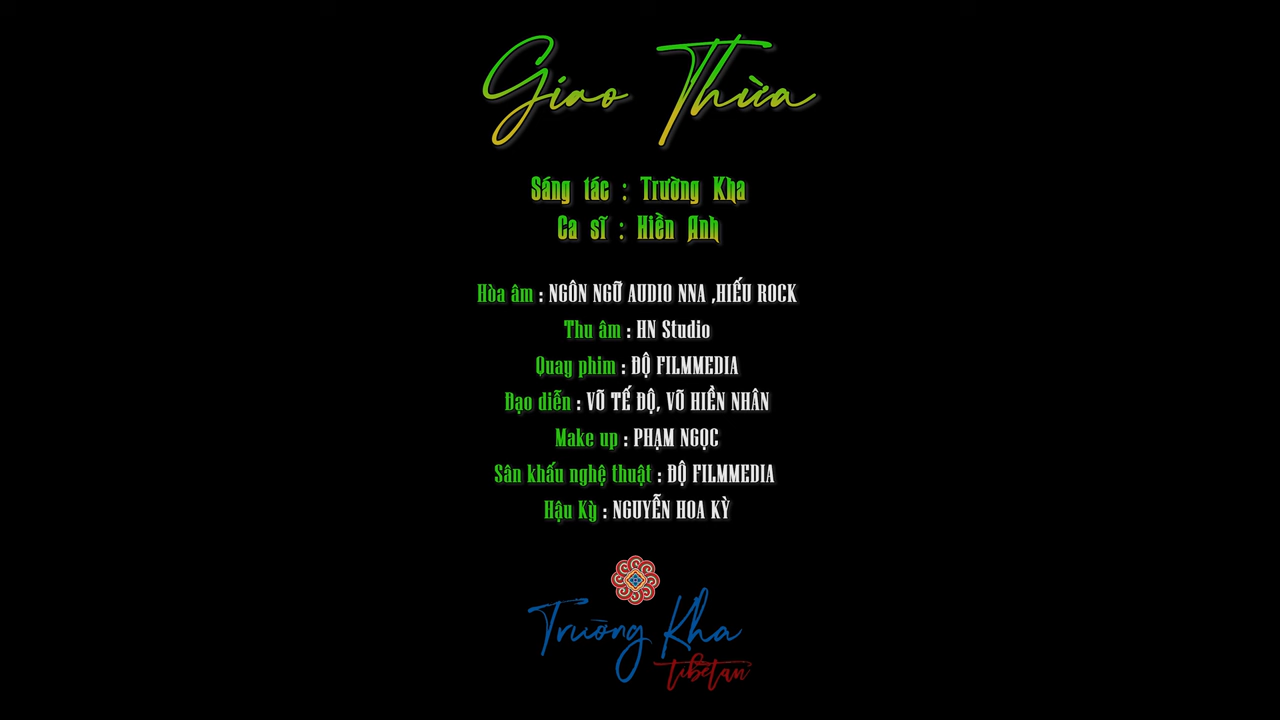 Giao Thừa
Sáng tác : Trường Kha
Ca sĩ : Hiền Anh
Hòa âm : NGÔN NGỮ AUDIO NNA ,HIẾU ROCK
Thu âm : HN Studio
Quay phim : ĐỘ FILMMEDIA
Đạo diễn : VÕ TẾ ĐỘ, VÕ HIỀN NHÂN
Make up : PHẠM NGỌC
Sân khấu nghệ thuật : ĐỘ FILMMEDIA
Hậu Kỳ : NGUYỄN HOA KỲ
Trường Kha
tibetan